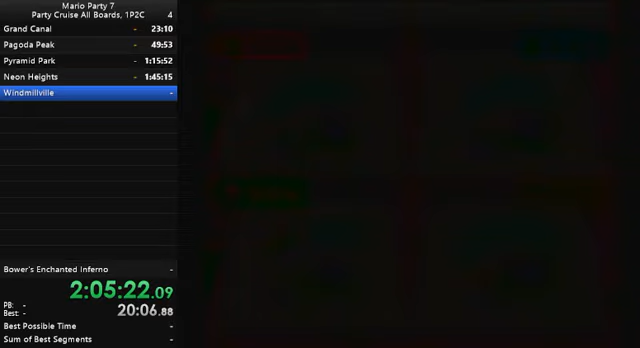 Mario Party 7
Party Cruise All Boards, 1P2C 4
Grand Canal - 23:10
Pagoda Peak - 49:53
Pyramid Park - 1:15:52
Neon Heights - 1:45:15
Windmillville -
Bower's Enchanted Inferno -
2:05:22.09
PB: -
Best: - 20:06.88
Best Possible Time -
Sum of Best Segments -